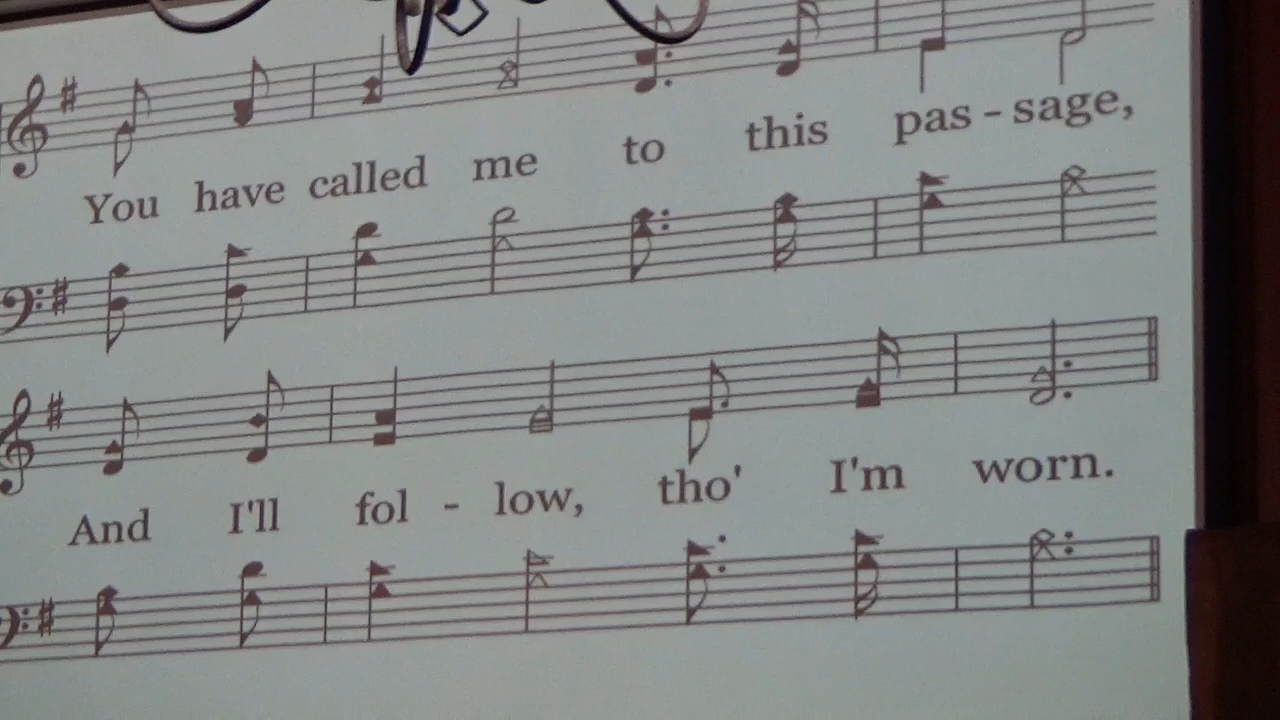 You have called me to this pas - sage,
And I'll fol - low, tho' I'm worn.